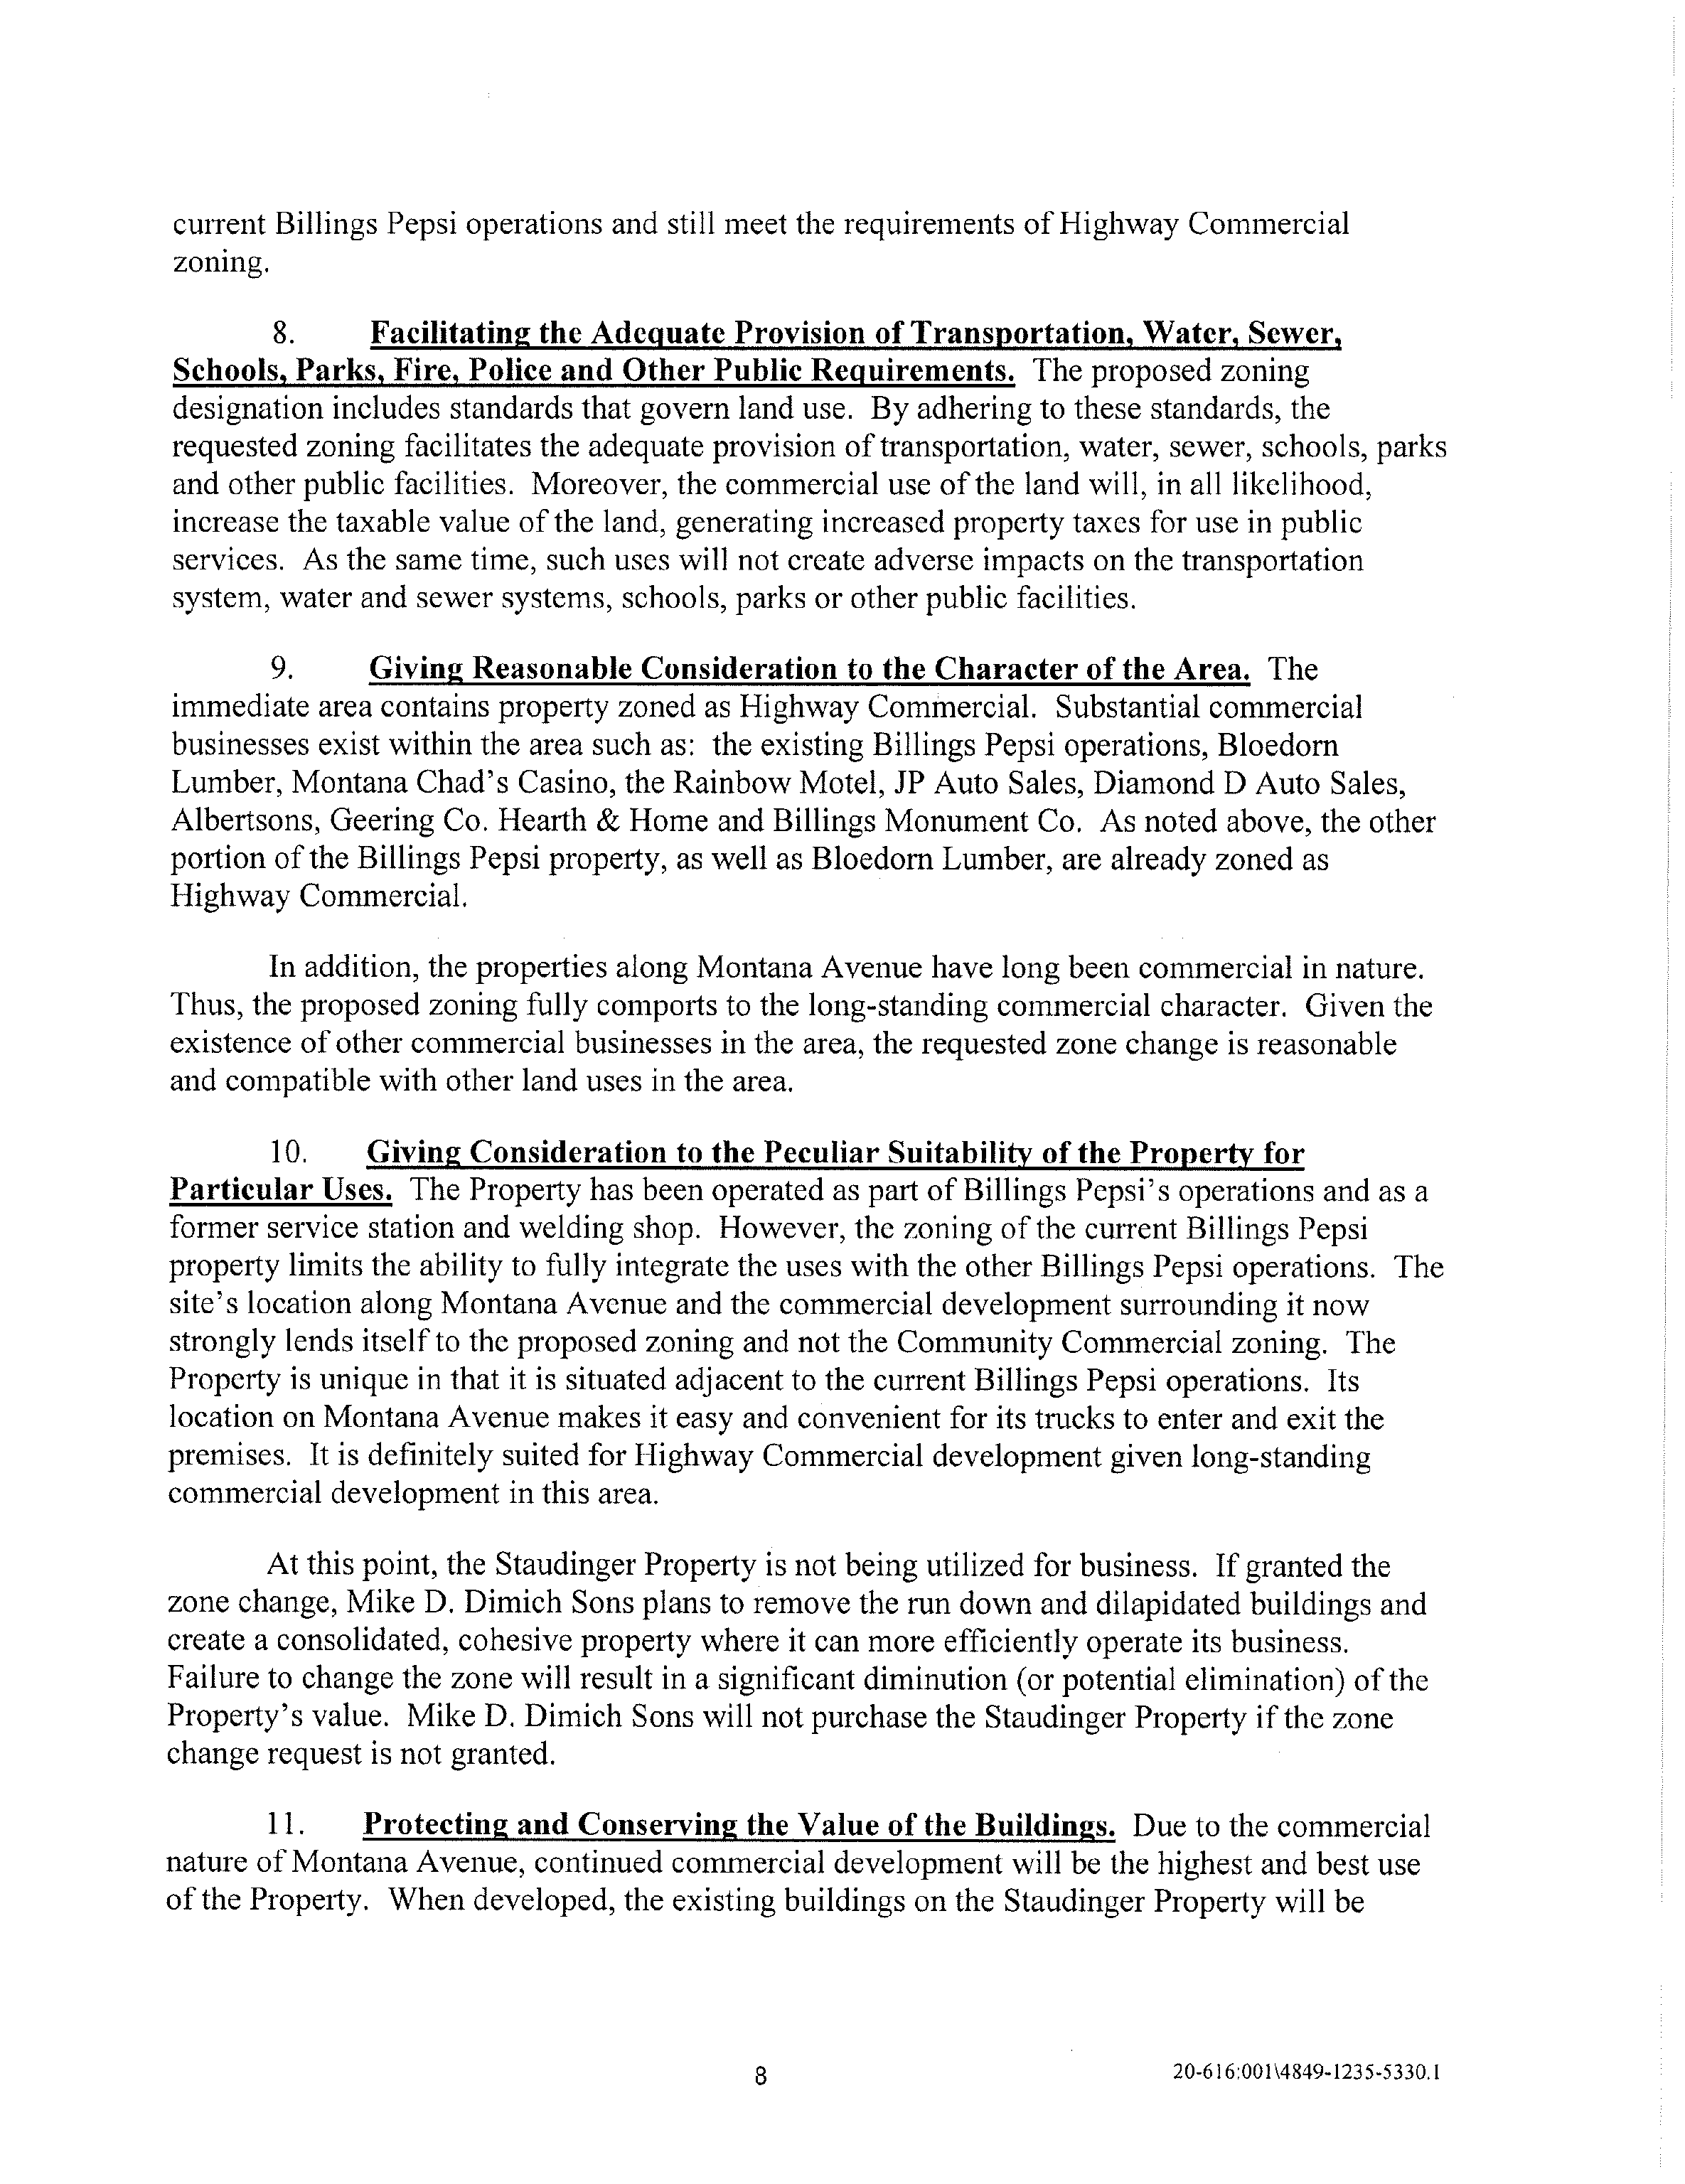 current Billings Pepsi operations and still meet the requirements of Highway Commercial
zoning.
8. Facilitating the Adequate Provision of Transportation, Water, Sewer,
Schools, Parks, Fire, Police and Other Public Requirements. The proposed zoning
designation includes standards that govern land use. By adhering to these standards, the
requested zoning facilitates the adequate provision of transportation, water, sewer, schools, parks
and other public facilities. Moreover, the commercial use of the land will, in all likelihood,
increase the taxable value of the land, generating increased property taxes for use in public
services. As the same time, such uses will not create adverse impacts on the transportation
system, water and sewer systems, schools, parks or other public facilities.
9. Giving Reasonable Consideration to the Character of the Area. The
immediate area contains property zoned as Highway Commercial. Substantial commercial
businesses exist within the area such as: the existing Billings Pepsi operations, Bloedorn
Lumber, Montana Chad's Casino, the Rainbow Motel, JP Auto Sales, Diamond D Auto Sales,
Albertsons, Geering Co. Hearth & Home and Billings Monument Co. As noted above, the other
portion of the Billings Pepsi property, as well as Bloedorn Lumber, are already zoned as
Highway Commercial.
In addition, the properties along Montana Avenue have long been commercial in nature.
Thus, the proposed zoning fully comports to the long-standing commercial character. Given the
existence of other commercial businesses in the area, the requested zone change is reasonable
and compatible with other land uses in the area.
10. Giving Consideration to the Peculiar Suitability of the Property for
Particular Uses. The Property has been operated as part of Billings Pepsi's operations and as a
former service station and welding shop. However, the zoning of the current Billings Pepsi
property limits the ability to fully integrate the uses with the other Billings Pepsi operations. The
site's location along Montana Avenue and the commercial development surrounding it now
strongly lends itself to the proposed zoning and not the Community Commercial zoning. The
Property is unique in that it is situated adjacent to the current Billings Pepsi operations. Its
location on Montana Avenue makes it easy and convenient for its trucks to enter and exit the
premises. It is definitely suited for Highway Commercial development given long-standing
commercial development in this area.
At this point, the Staudinger Property is not being utilized for business. If granted the
zone change, Mike D. Dimich Sons plans to remove the run down and dilapidated buildings and
create a consolidated, cohesive property where it can more efficiently operate its business.
Failure to change the zone will result in a significant diminution (or potential elimination) of the
Property's value. Mike D. Dimich Sons will not purchase the Staudinger Property if the zone
change request is not granted.
11. Protecting and Conserving the Value of the Buildings. Due to the commercial
nature of Montana Avenue, continued commercial development will be the highest and best use
of the Property. When developed, the existing buildings on the Staudinger Property will be
8 20-616:001\4849-1235-5330.1